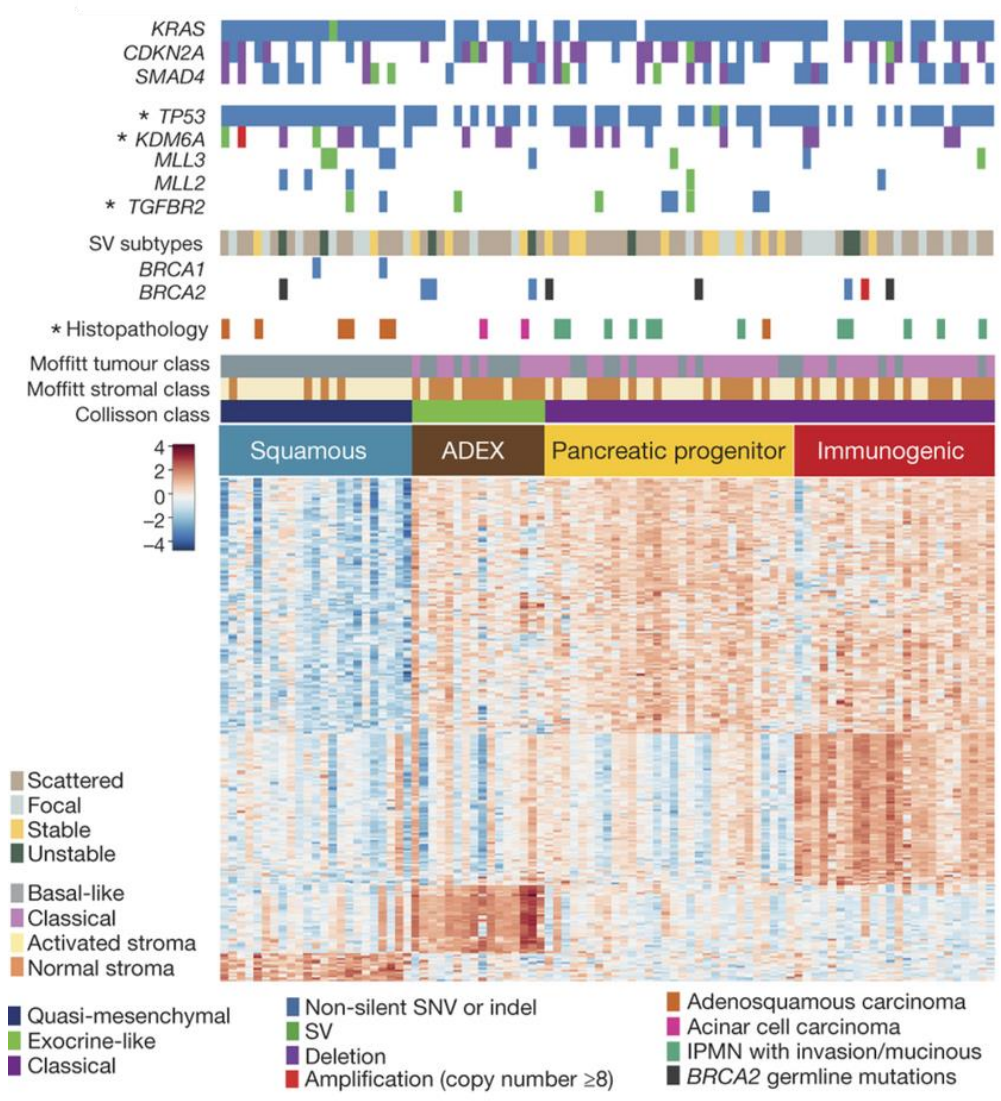 KRAS
CDKN2A
SMAD4
* TP53
* KDM6A
MLL3
MLL2
* TGFBR2
SV subtypes
BRCA1
BRCA2
* Histopathology
Moffitt tumour class
Moffitt stromal class
Collisson class
Squamous ADEX Pancreatic progenitor Immunogenic
4
2
0
−2
−4
Scattered
Focal
Stable
Unstable
Basal-like
Classical
Activated stroma
Normal stroma
Quasi-mesenchymal
Exocrine-like
Classical
Non-silent SNV or indel
SV
Deletion
Amplification (copy number ≥8)
Adenosquamous carcinoma
Acinar cell carcinoma
IPMN with invasion/mucinous
BRCA2 germline mutations